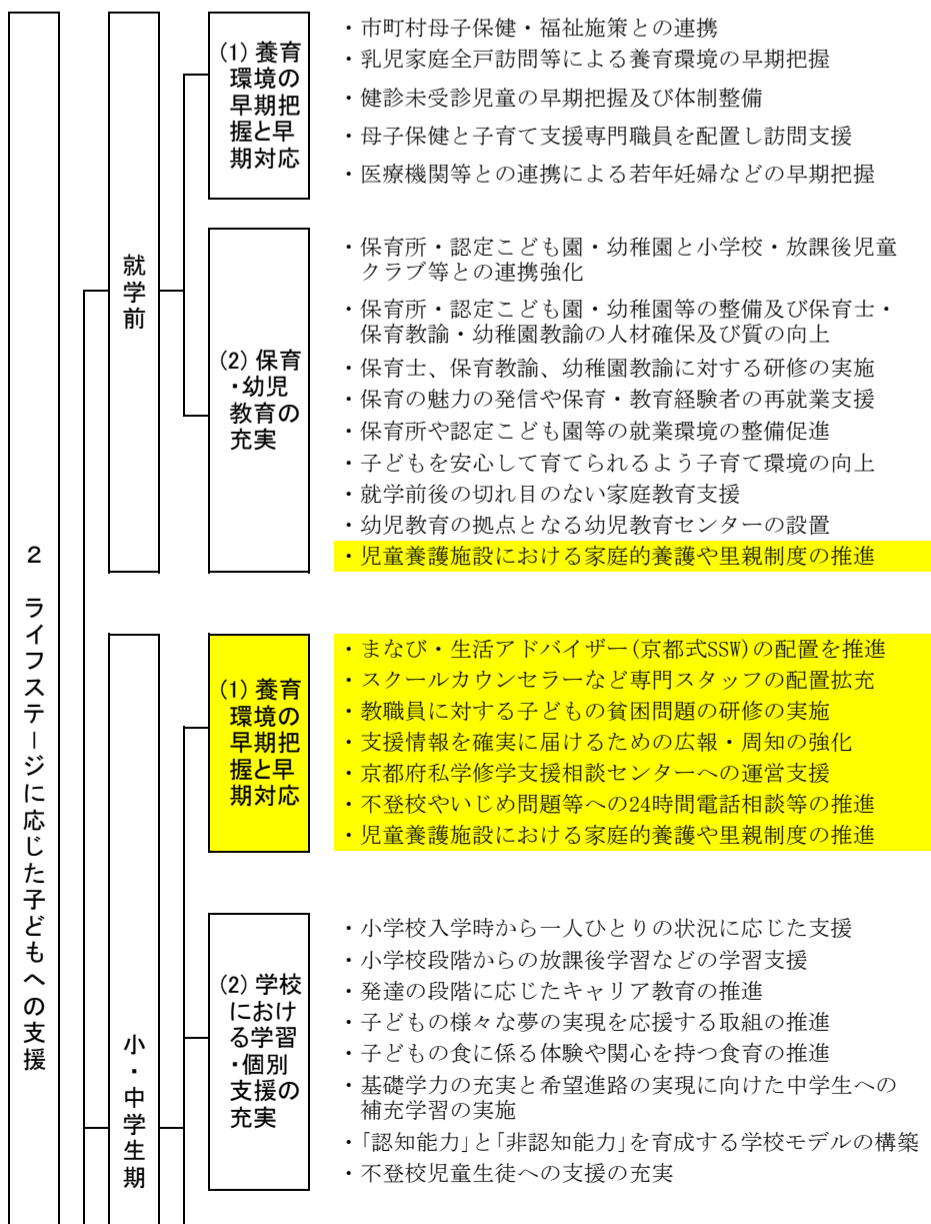 2 ライフステージに応じた子どもへの支援
就学前
(1) 養育
環境の
早期把
握と早
期対応
・市町村母子保健・福祉施策との連携
・乳児家庭全戸訪問等による養育環境の早期把握
・健診未受診児童の早期把握及び体制整備
・母子保健と子育て支援専門職員を配置し訪問支援
・医療機関等との連携による若年妊婦などの早期把握
(2) 保育
・幼児
教育の
充実
・保育所・認定こども園・幼稚園と小学校・放課後児童
クラブ等との連携強化
・保育所・認定こども園・幼稚園等の整備及び保育士・
保育教諭・幼稚園教諭の人材確保及び質の向上
・保育士、保育教諭、幼稚園教諭に対する研修の実施
・保育の魅力の発信や保育・教育経験者の再就業支援
・保育所や認定こども園等の就業環境の整備促進
・子どもを安心して育てられるよう子育て環境の向上
・就学前後の切れ目のない家庭教育支援
・幼児教育の拠点となる幼児教育センターの設置
・児童養護施設における家庭的養護や里親制度の推進
小・中学生期
(1) 養育
環境の
早期把
握と早
期対応
・まなび・生活アドバイザー(京都式SSW)の配置を推進
・スクールカウンセラーなど専門スタッフの配置拡充
・教職員に対する子どもの貧困問題の研修の実施
・支援情報を確実に届けるための広報・周知の強化
・京都府私学修学支援相談センターへの運営支援
・不登校やいじめ問題等への24時間電話相談等の推進
・児童養護施設における家庭的養護や里親制度の推進
(2) 学校
におけ
る学習
・個別
支援の
充実
・小学校入学時から一人ひとりの状況に応じた支援
・小学校段階からの放課後学習などの学習支援
・発達の段階に応じたキャリア教育の推進
・子どもの様々な夢の実現を応援する取組の推進
・子どもの食に係る体験や関心を持つ食育の推進
・基礎学力の充実と希望進路の実現に向けた中学生への
補充学習の実施
・｢認知能力｣と｢非認知能力｣を育成する学校モデルの構築
・不登校児童生徒への支援の充実